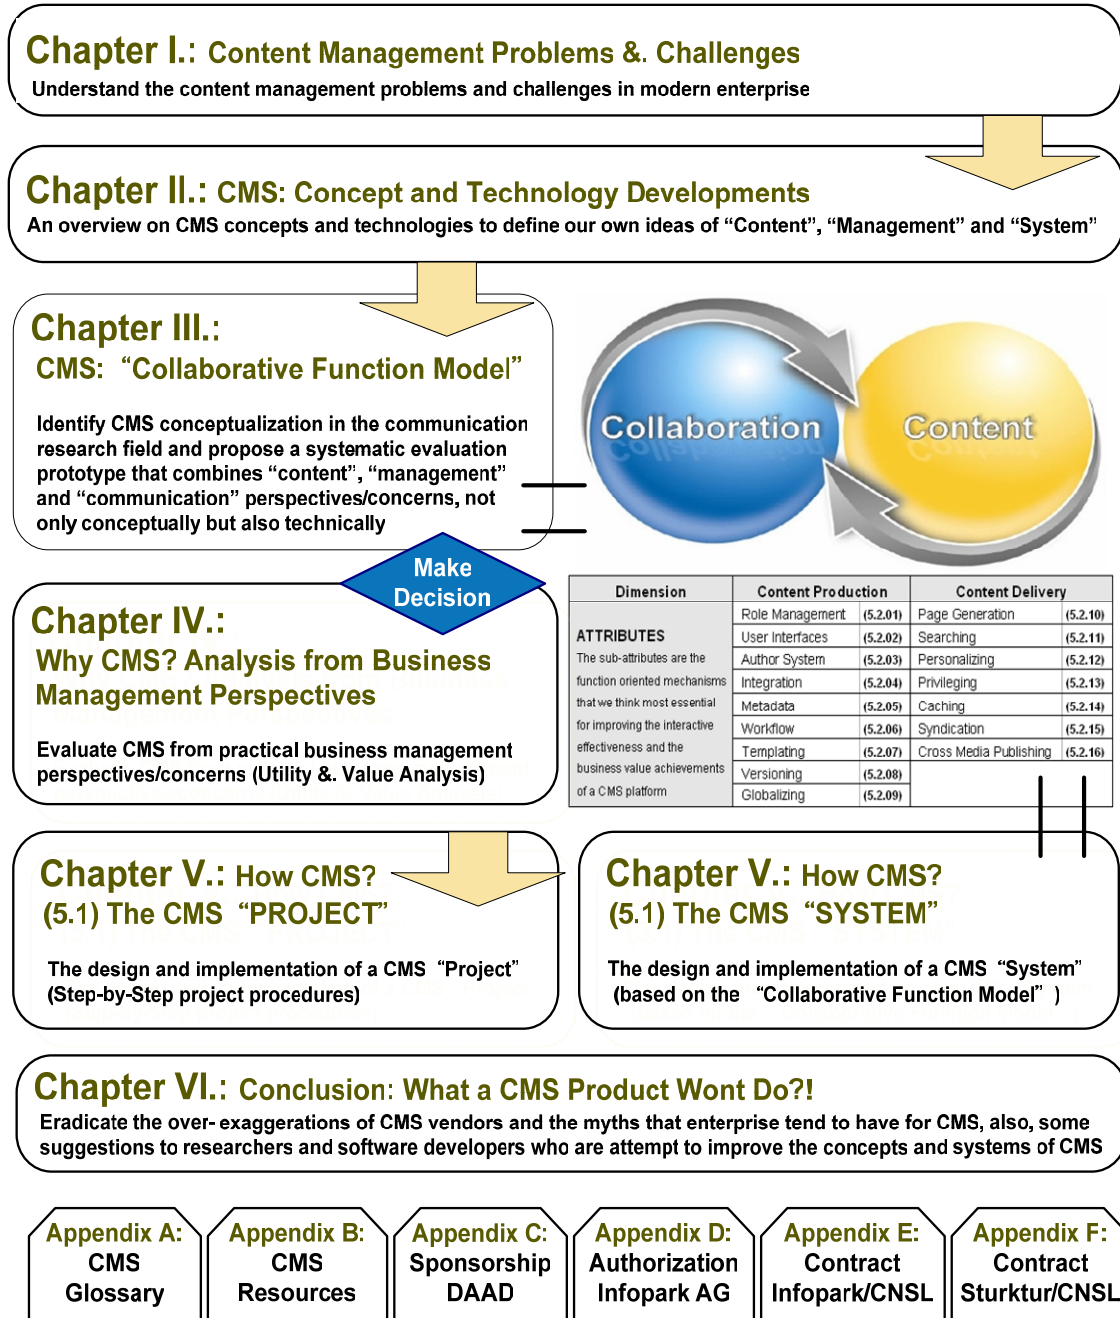 Chapter I.: Content Management Problems &. Challenges
Understand the content management problems and challenges in modern enterprise
Chapter II.: CMS: Concept and Technology Developments
An overview on CMS concepts and technologies to define our own ideas of “Content”, “Management” and “System”
Chapter III.:
CMS: “Collaborative Function Model”
Identify CMS conceptualization in the communication
research field and propose a systematic evaluation
prototype that combines “content”, “management”
and “communication” perspectives/concerns, not
only conceptually but also technically
Collaboration
Content
Make
Decision
Chapter IV.:
Why CMS? Analysis from Business
Management Perspectives
Evaluate CMS from practical business management
perspectives/concerns (Utility &. Value Analysis)
Dimension Content Production Content Delivery
ATTRIBUTES
The sub-attributes are the
function oriented mechanisms
that we think most essential
for improving the interactive
effectiveness and the
business value achievements
of a CMS platform
Role Management (5.2.01) Page Generation (5.2.10)
User Interfaces (5.2.02) Searching (5.2.11)
Author System (5.2.03) Personalizing (5.2.12)
Integration (5.2.04) Privileging (5.2.13)
Metadata (5.2.05) Caching (5.2.14)
Workflow (5.2.06) Syndication (5.2.15)
Templating (5.2.07) Cross Media Publishing (5.2.16)
Versioning (5.2.08)
Globalizing (5.2.09)
Chapter V.: How CMS?
(5.1) The CMS “PROJECT”
The design and implementation of a CMS “Project”
(Step-by-Step project procedures)
Chapter V.: How CMS?
(5.1) The CMS “SYSTEM”
The design and implementation of a CMS “System”
(based on the “Collaborative Function Model” )
Chapter VI.: Conclusion: What a CMS Product Wont Do?!
Eradicate the over- exaggerations of CMS vendors and the myths that enterprise tend to have for CMS, also, some
suggestions to researchers and software developers who are attempt to improve the concepts and systems of CMS
Appendix A:
CMS
Glossary
Appendix B:
CMS
Resources
Appendix C:
Sponsorship
DAAD
Appendix D:
Authorization
Infopark AG
Appendix E:
Contract
Infopark/CNSL
Appendix F:
Contract
Sturktur/CNSL